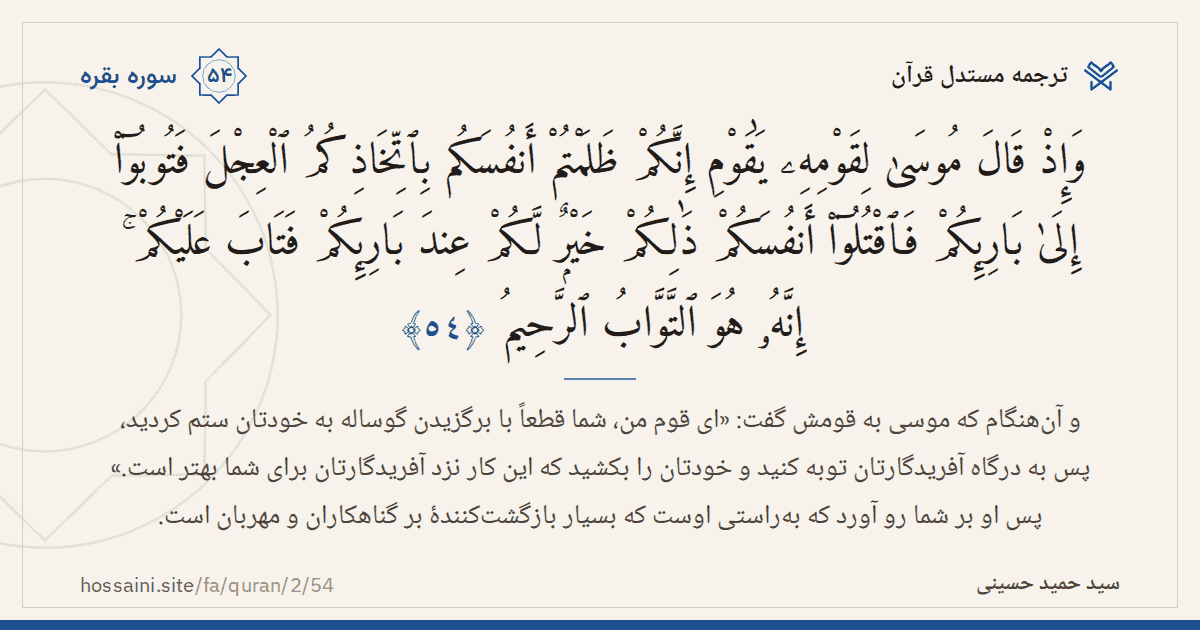 ترجمه مستدل قرآن
سوره بقره ۵۴
وَإِذْ قَالَ مُوسَىٰ لِقَوْمِهِۦ يَٰقَوْمِ إِنَّكُمْ ظَلَمْتُمْ أَنفُسَكُم بِٱتِّخَاذِكُمُ ٱلْعِجْلَ فَتُوبُوٓا۟
إِلَىٰ بَارِئِكُمْ فَٱقْتُلُوٓا۟ أَنفُسَكُمْ ذَٰلِكُمْ خَيْرٌۭ لَّكُمْ عِندَ بَارِئِكُمْ فَتَابَ عَلَيْكُمْ ۚ
إِنَّهُۥ هُوَ ٱلتَّوَّابُ ٱلرَّحِيمُ ﴿٥٤﴾
و آن‌هنگام که موسی به قومش گفت: «ای قوم من، شما قطعاً با برگزیدن گوساله به خودتان ستم کردید،
پس به درگاه آفریدگارتان توبه کنید و خودتان را بکشید که این کار نزد آفریدگارتان برای شما بهتر است.»
پس او بر شما رو آورد که به‌راستی اوست که بسیار بازگشت‌کنندهٔ بر گناهکاران و مهربان است.
سید حمید حسینی
hossaini.site/fa/quran/2/54